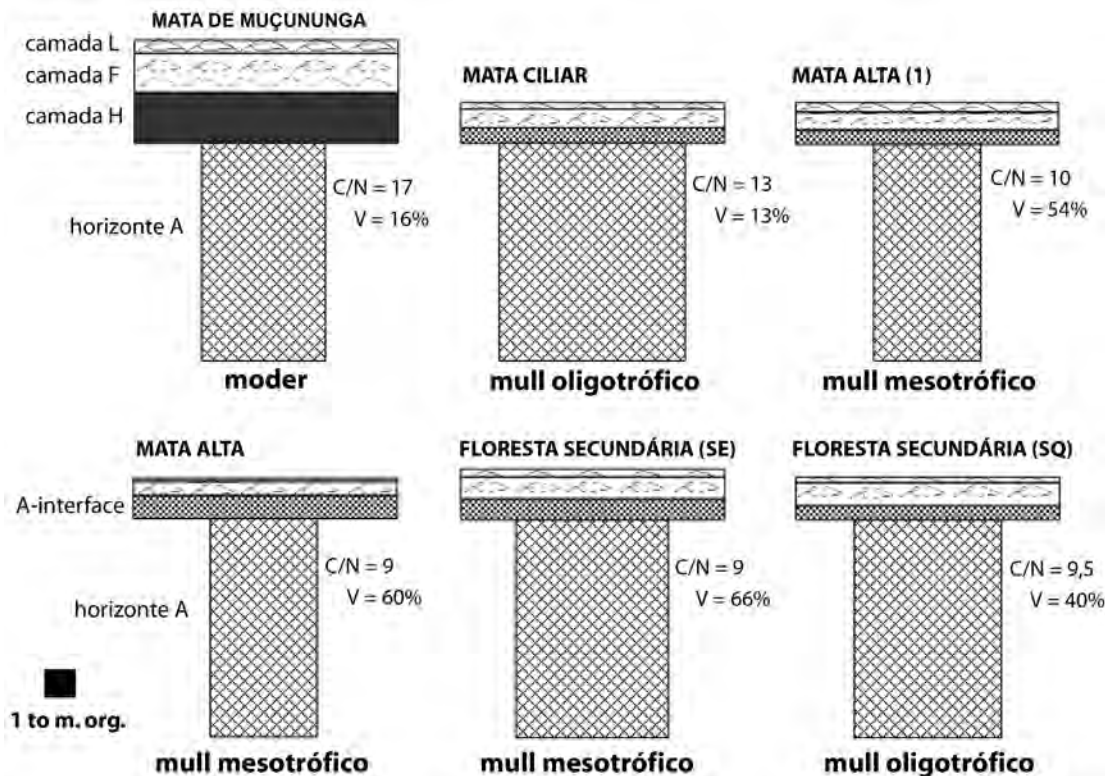 MATA DE MUÇUNUNGA
camada L
camada F
camada H
horizonte A
C/N = 17
V = 16%
moder
MATA CILIAR
C/N = 13
V = 13%
mull oligotrófico
MATA ALTA (1)
C/N = 10
V = 54%
mull mesotrófico
MATA ALTA
A-interface
horizonte A
C/N = 9
V = 60%
1 to m. org.
mull mesotrófico
FLORESTA SECUNDÁRIA (SE)
C/N = 9
V = 66%
mull mesotrófico
FLORESTA SECUNDÁRIA (SQ)
C/N = 9,5
V = 40%
mull oligotrófico